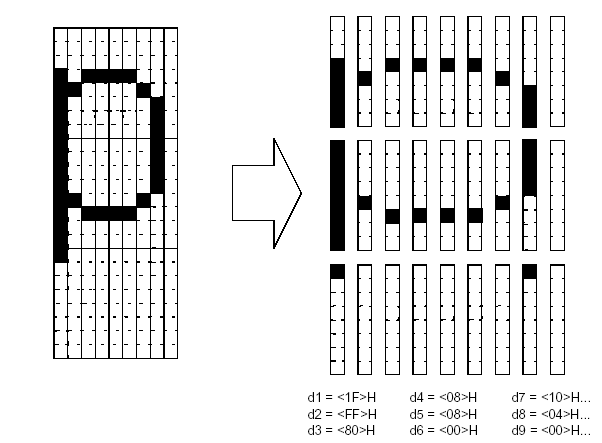 d1 = <1F>H d4 = <08>H d7 = <10>H...
d2 = <FF>H d5 = <08>H d8 = <04>H...
d3 = <80>H d6 = <00>H d9 = <00>H...